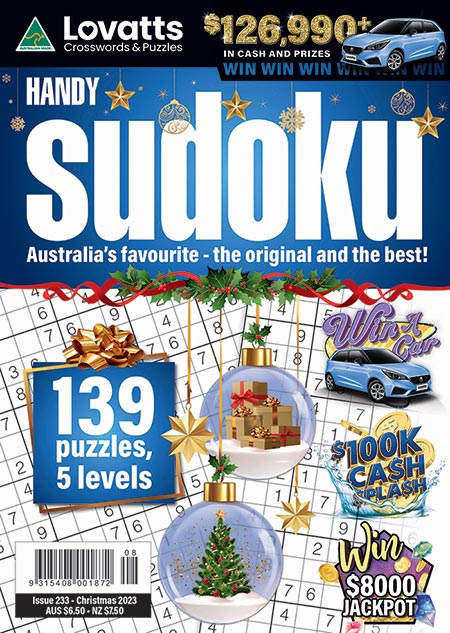 Lovatts
Crosswords & Puzzles
AUSTRALIAN MADE
$126,990+
IN CASH AND PRIZES
WIN WIN WIN WIN WIN WIN
HANDY
sudoku
Australia's favourite - the original and the best!
Win A
Car
139
puzzles,
5 levels
$100K
CASH
SPLASH
Win
$8000
JACKPOT
08
9 315408 001872
Issue 233 - Christmas 2023
AUS $6.50 • NZ $7.50